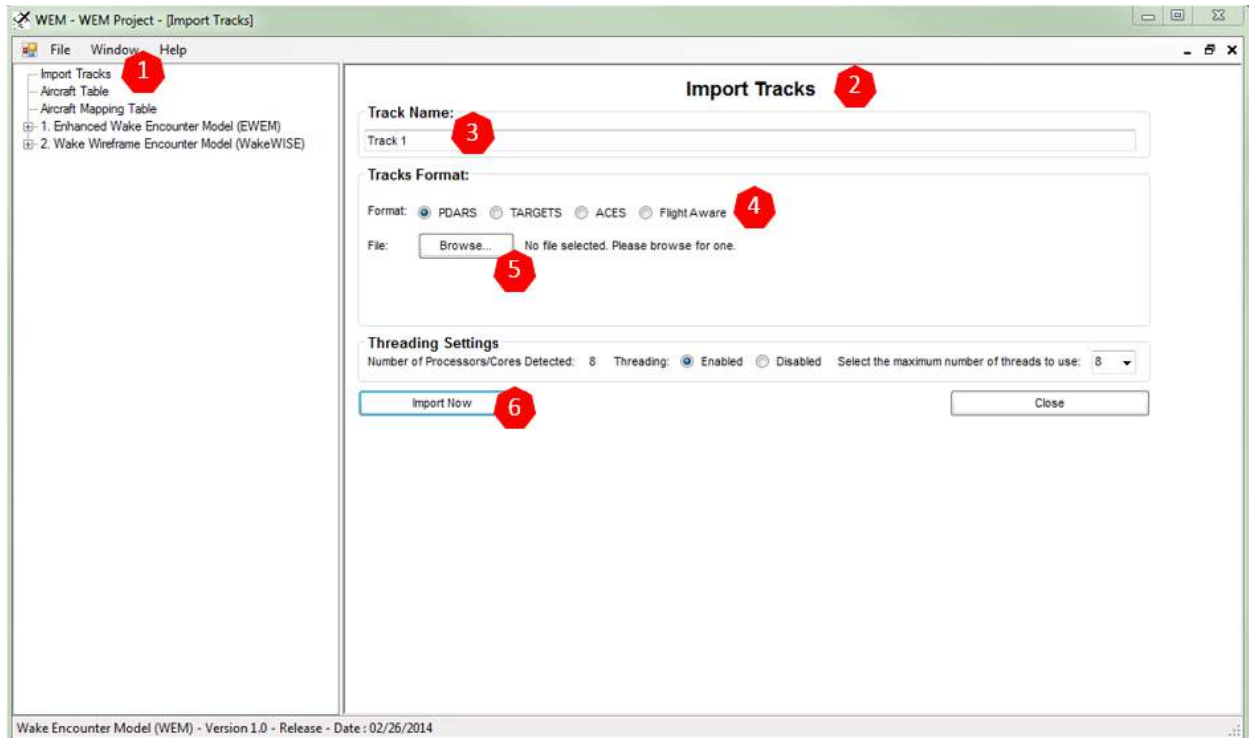 WEM - WEM Project - [Import Tracks]
File Window Help
Import Tracks 1
Aircraft Table
Aircraft Mapping Table
1. Enhanced Wake Encounter Model (EWEM)
2. Wake Wireframe Encounter Model (WakeWISE)
Import Tracks 2
Track Name:
3
Track 1
Tracks Format:
Format: PDARS TARGETS ACES Flight Aware 4
File: Browse... No file selected. Please browse for one.
5
Threading Settings
Number of Processors/Cores Detected: 8 Threading: Enabled Disabled Select the maximum number of threads to use: 8
Import Now 6 Close
Wake Encounter Model (WEM) - Version 1.0 - Release - Date : 02/26/2014